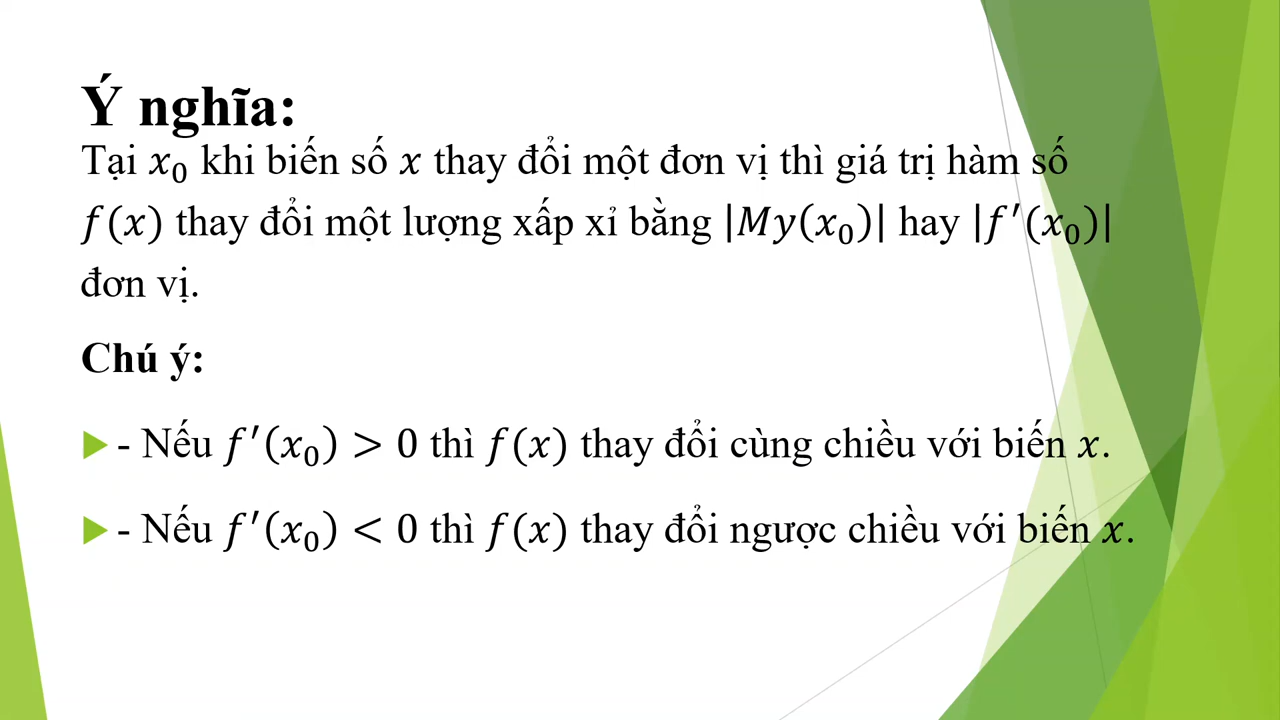 Ý nghĩa:
Tại 𝑥₀ khi biến số 𝑥 thay đổi một đơn vị thì giá trị hàm số
𝑓(𝑥) thay đổi một lượng xấp xỉ bằng |𝑀𝑦(𝑥₀)| hay |𝑓′(𝑥₀)|
đơn vị.
Chú ý:
- Nếu 𝑓′(𝑥₀) > 0 thì 𝑓(𝑥) thay đổi cùng chiều với biến 𝑥.
- Nếu 𝑓′(𝑥₀) < 0 thì 𝑓(𝑥) thay đổi ngược chiều với biến 𝑥.